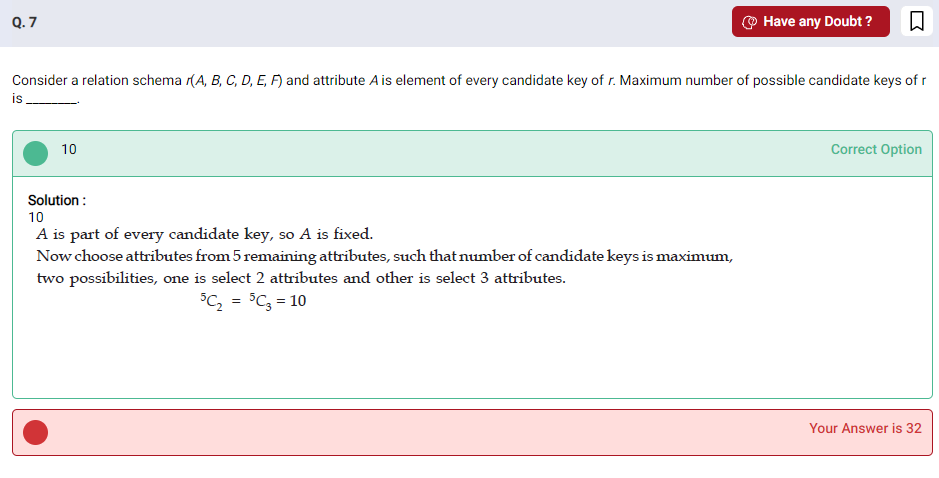 Q. 7
Have any Doubt ?
Consider a relation schema r(A, B, C, D, E, F) and attribute A is element of every candidate key of r. Maximum number of possible candidate keys of r
is ________.
10
Correct Option
Solution :
10
A is part of every candidate key, so A is fixed.
Now choose attributes from 5 remaining attributes, such that number of candidate keys is maximum,
two possibilities, one is select 2 attributes and other is select 3 attributes.
⁵C₂ = ⁵C₃ = 10
Your Answer is 32